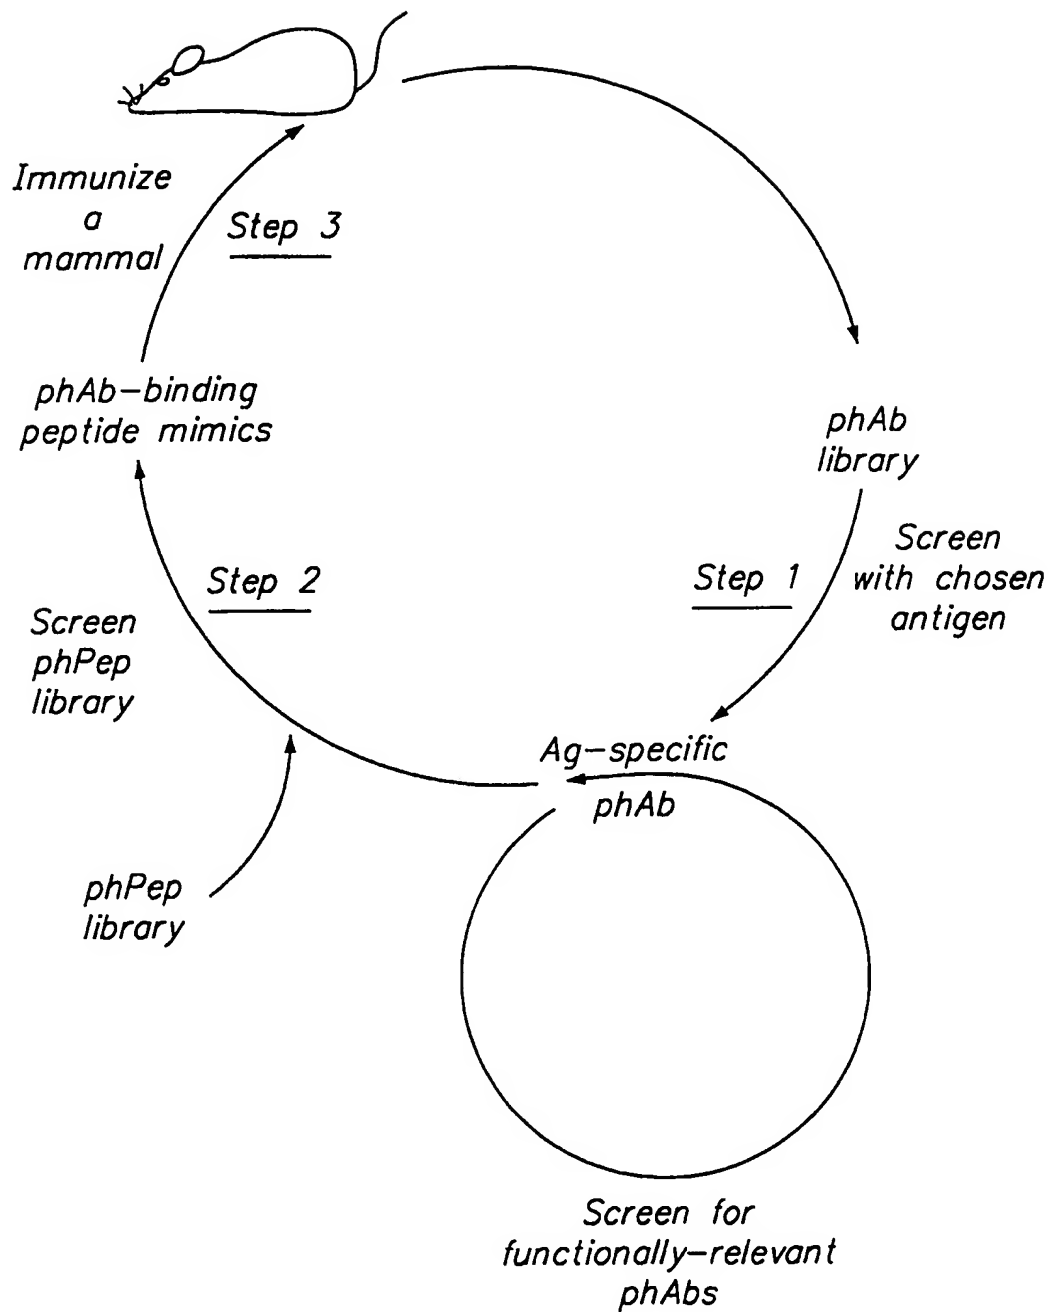 Immunize
a
mammal
Step 3
phAb-binding
peptide mimics
phAb
library
Screen
with chosen
antigen
Step 1
Step 2
Screen
phPep
library
Ag-specific
phAb
phPep
library
Screen for
functionally-relevant
phAbs